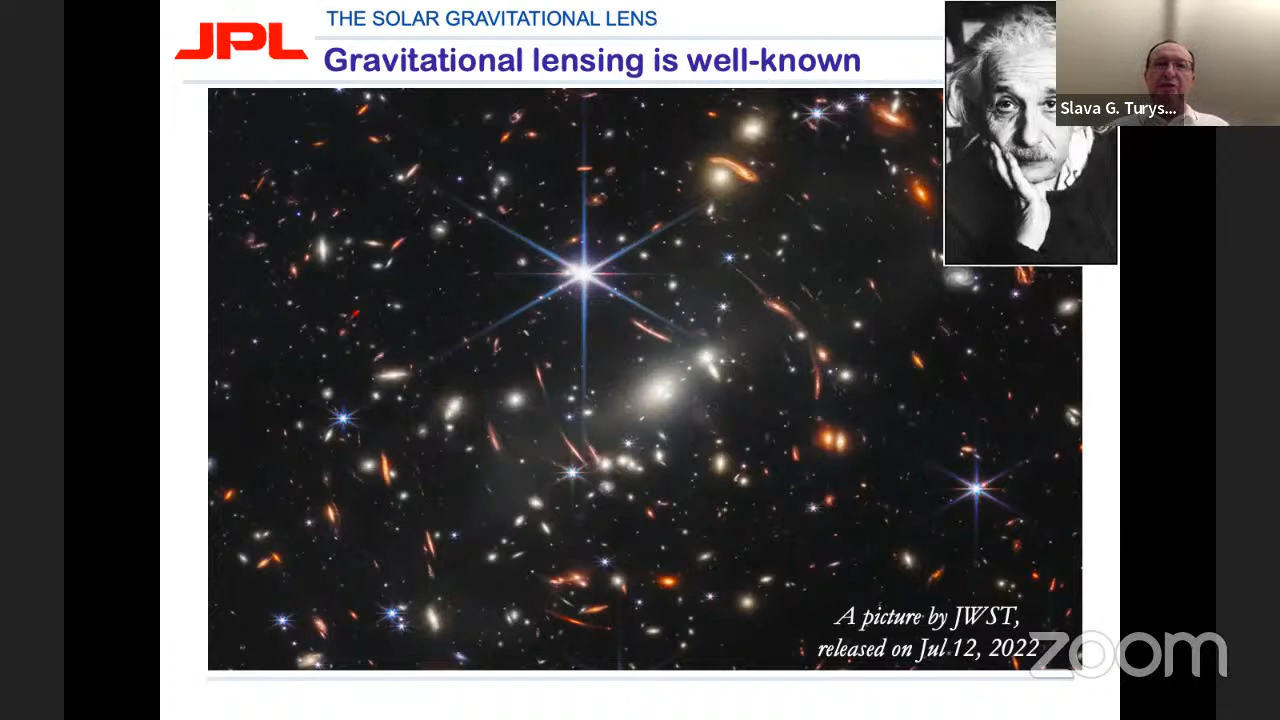 JPL
THE SOLAR GRAVITATIONAL LENS
Gravitational lensing is well-known
Slava G. Turys...
A picture by JWST,
released on Jul 12, 2022
zoom